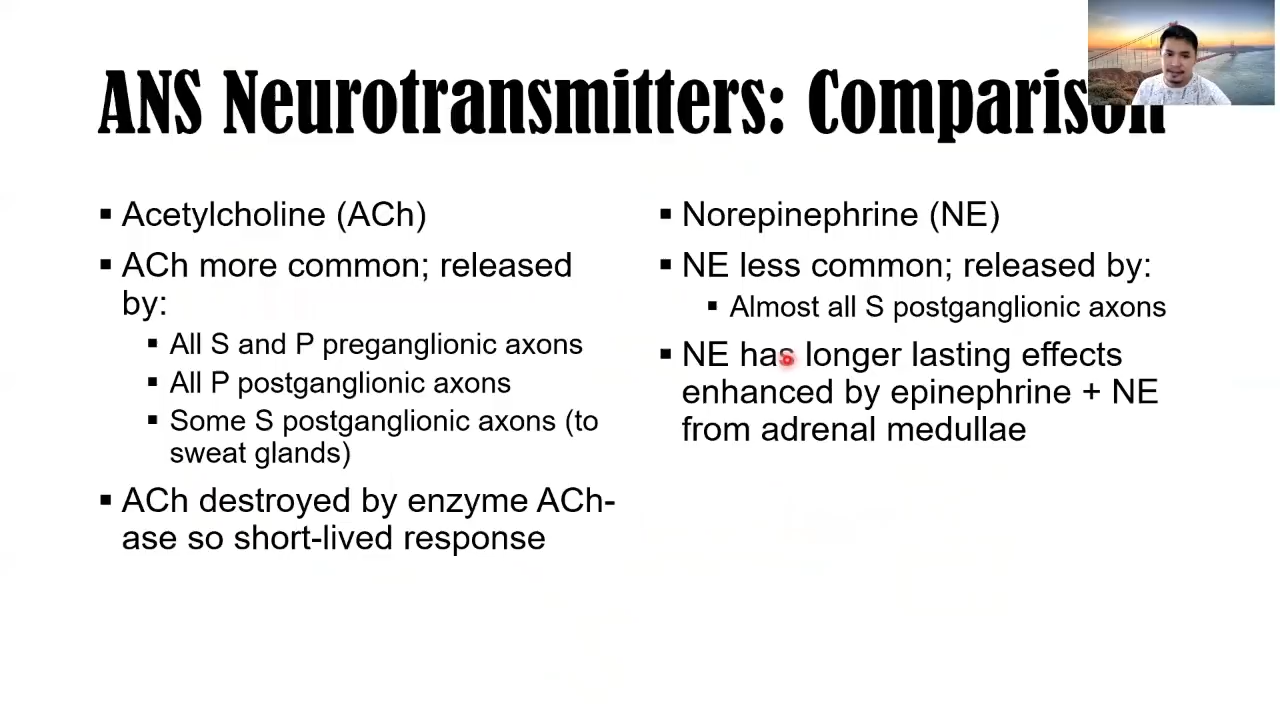 ANS Neurotransmitters: Comparison
▪ Acetylcholine (ACh)
▪ ACh more common; released
by:
▪ All S and P preganglionic axons
▪ All P postganglionic axons
▪ Some S postganglionic axons (to
sweat glands)
▪ ACh destroyed by enzyme ACh-
ase so short-lived response
▪ Norepinephrine (NE)
▪ NE less common; released by:
▪ Almost all S postganglionic axons
▪ NE has longer lasting effects
enhanced by epinephrine + NE
from adrenal medullae